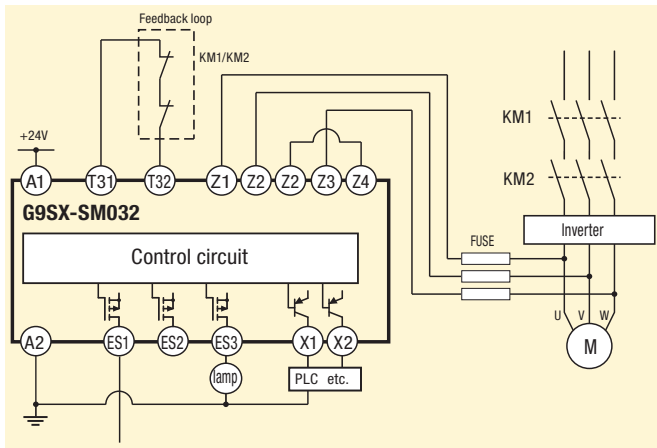 Feedback loop
KM1/KM2
+24V
KM1
KM2
A1 T31 T32 Z1 Z2 Z2 Z3 Z4
G9SX-SM032
Control circuit
FUSE
Inverter
U V W
M
A2 ES1 ES2 ES3 X1 X2
lamp
PLC etc.